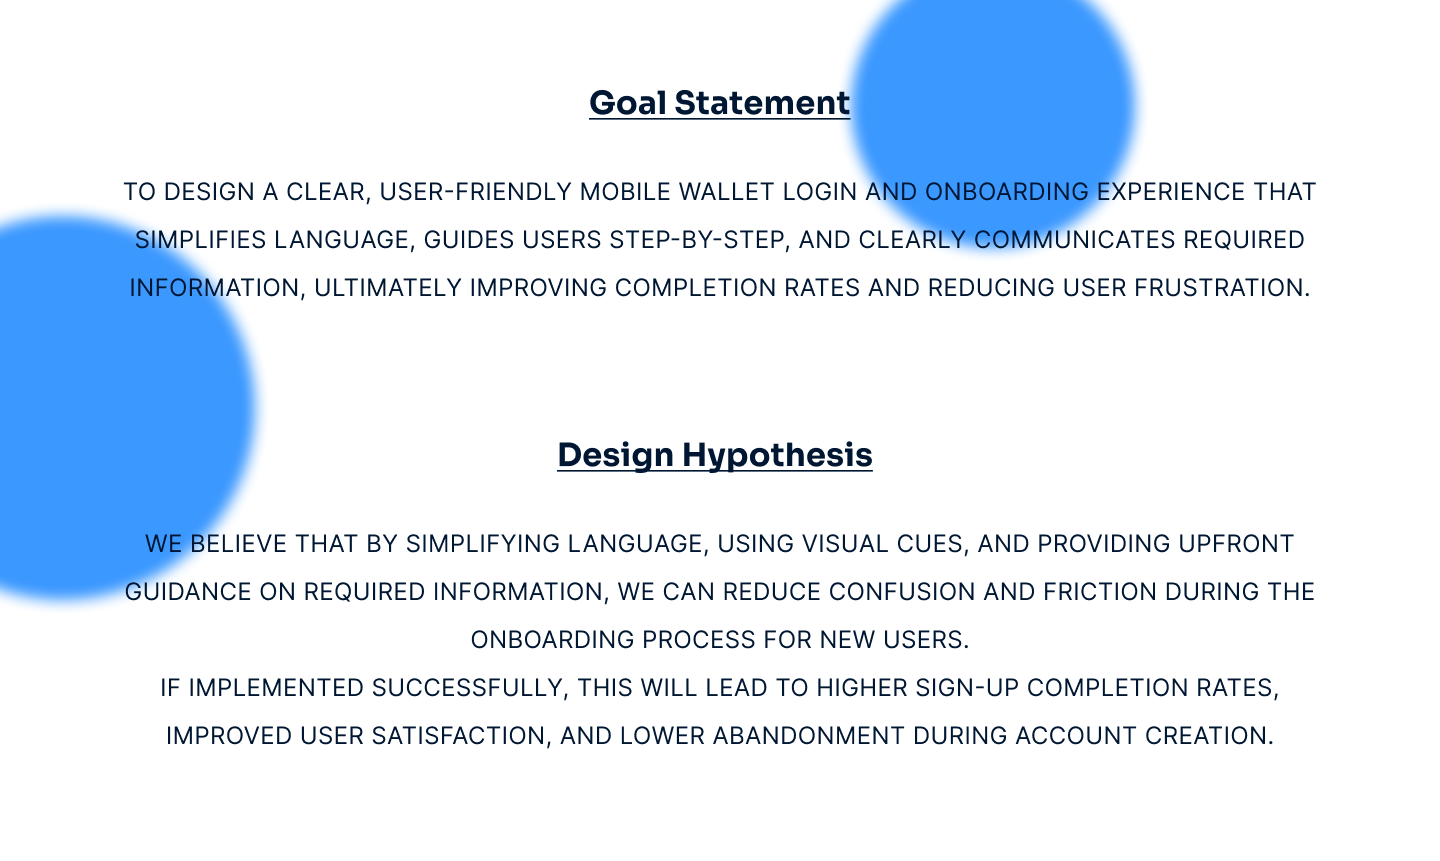 Goal Statement
TO DESIGN A CLEAR, USER-FRIENDLY MOBILE WALLET LOGIN AND ONBOARDING EXPERIENCE THAT
SIMPLIFIES LANGUAGE, GUIDES USERS STEP-BY-STEP, AND CLEARLY COMMUNICATES REQUIRED
INFORMATION, ULTIMATELY IMPROVING COMPLETION RATES AND REDUCING USER FRUSTRATION.
Design Hypothesis
WE BELIEVE THAT BY SIMPLIFYING LANGUAGE, USING VISUAL CUES, AND PROVIDING UPFRONT
GUIDANCE ON REQUIRED INFORMATION, WE CAN REDUCE CONFUSION AND FRICTION DURING THE
ONBOARDING PROCESS FOR NEW USERS.
IF IMPLEMENTED SUCCESSFULLY, THIS WILL LEAD TO HIGHER SIGN-UP COMPLETION RATES,
IMPROVED USER SATISFACTION, AND LOWER ABANDONMENT DURING ACCOUNT CREATION.